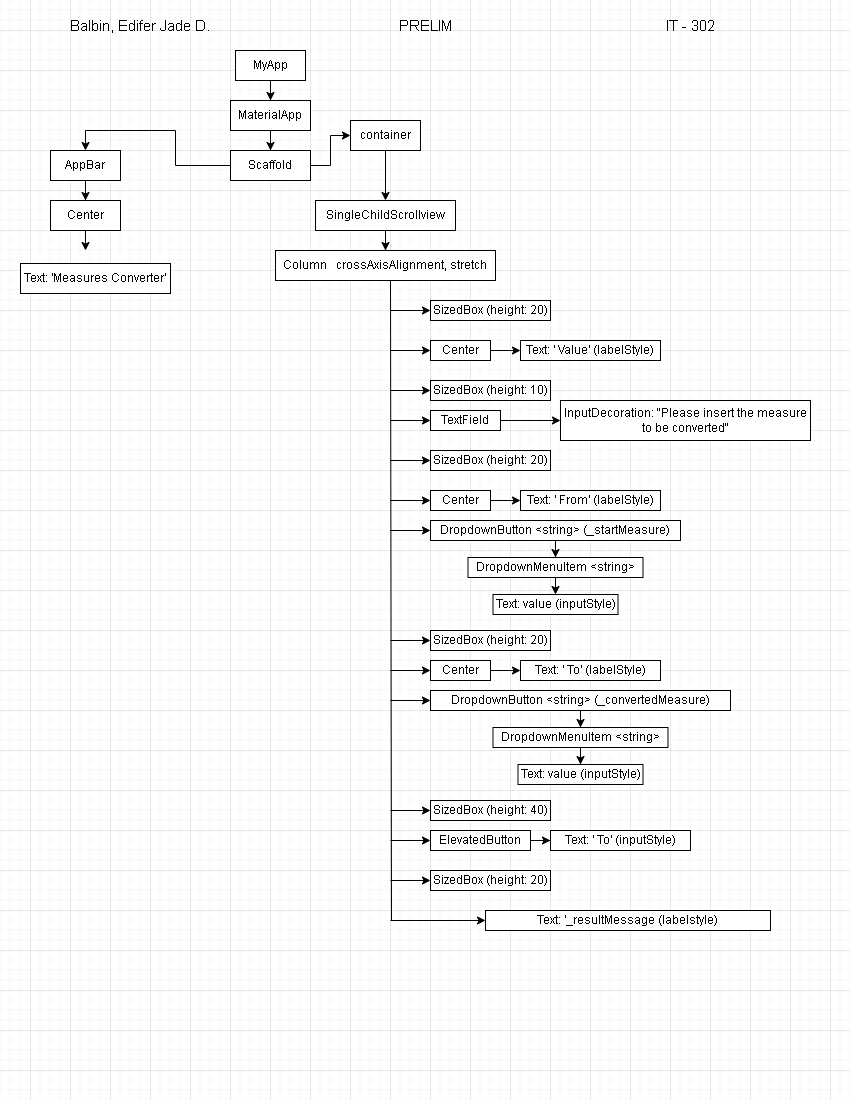 Balbin, Edifer Jade D.
PRELIM
IT - 302
MyApp
MaterialApp
container
AppBar
Scaffold
Center
SingleChildScrollview
Text: 'Measures Converter'
Column   crossAxisAlignment, stretch
SizedBox (height: 20)
Center
Text: 'Value' (labelStyle)
SizedBox (height: 10)
TextField
InputDecoration: "Please insert the measure
to be converted"
SizedBox (height: 20)
Center
Text: 'From' (labelStyle)
DropdownButton <string> (_startMeasure)
DropdownMenuItem <string>
Text: value (inputStyle)
SizedBox (height: 20)
Center
Text: 'To' (labelStyle)
DropdownButton <string> (_convertedMeasure)
DropdownMenuItem <string>
Text: value (inputStyle)
SizedBox (height: 40)
ElevatedButton
Text: 'To' (inputStyle)
SizedBox (height: 20)
Text: '_resultMessage (labelstyle)